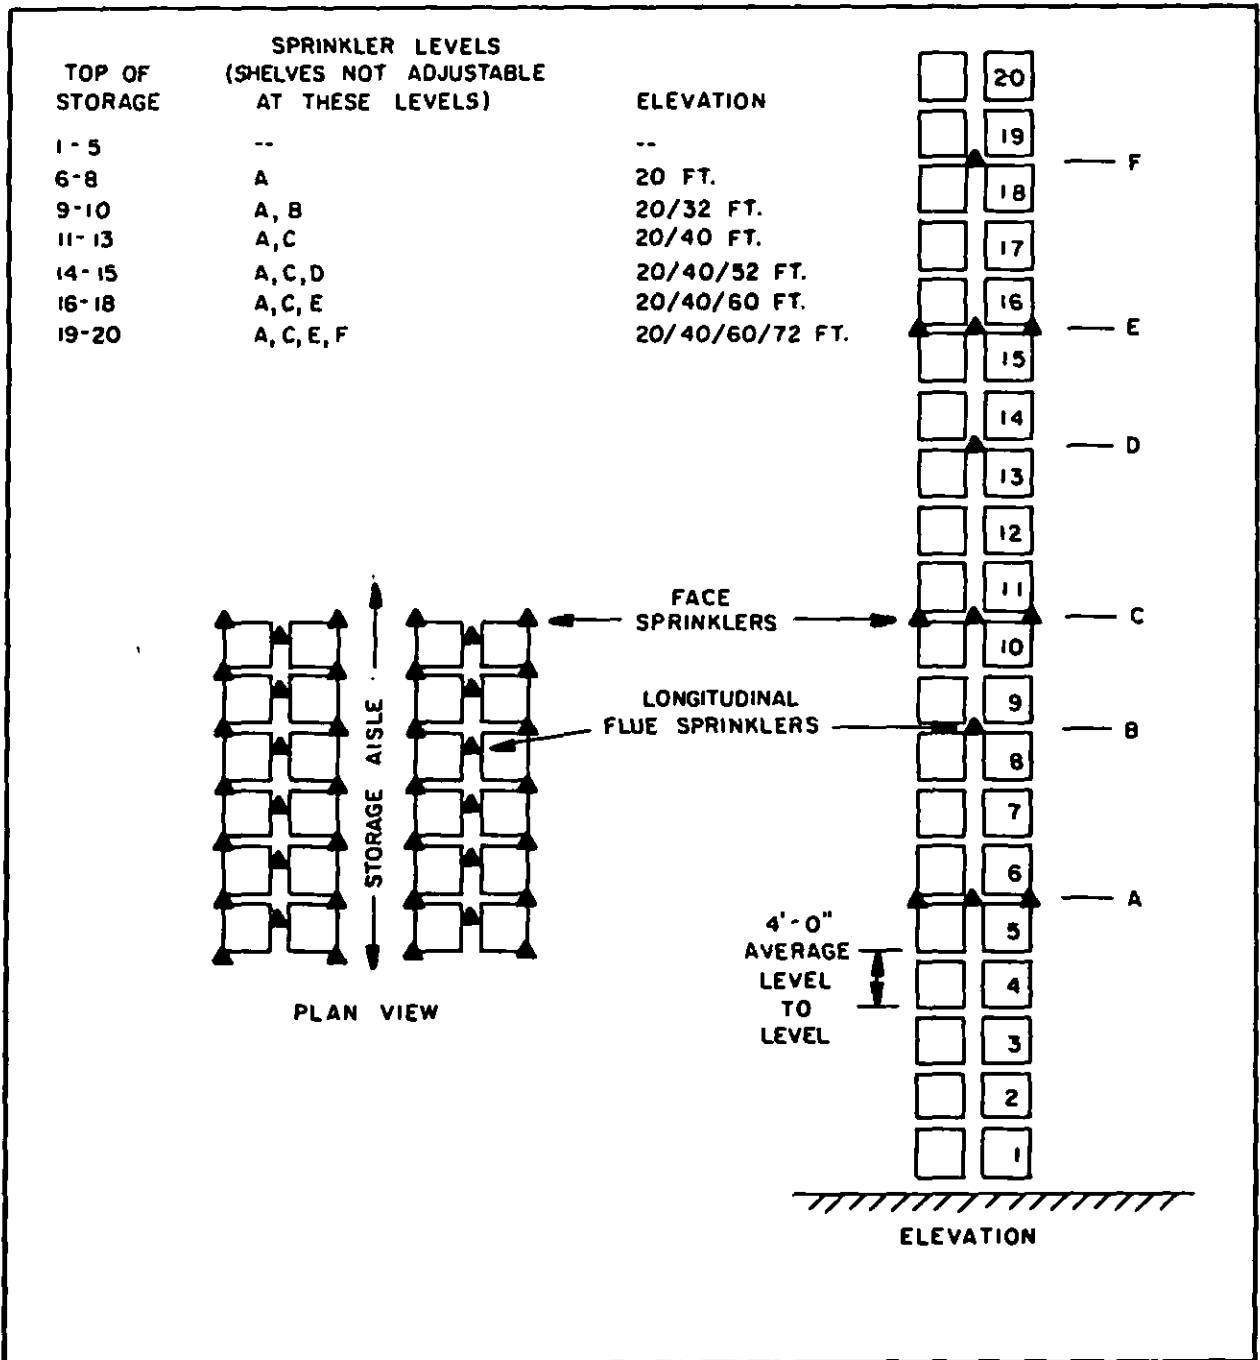 SPRINKLER LEVELS
TOP OF (SHELVES NOT ADJUSTABLE
STORAGE AT THESE LEVELS) ELEVATION
1-5 -- --
6-8 A 20 FT.
9-10 A, B 20/32 FT.
11-13 A,C 20/40 FT.
14-15 A,C,D 20/40/52 FT.
16-18 A,C,E 20/40/60 FT.
19-20 A,C,E,F 20/40/60/72 FT.
20
19
F
18
17
16
E
15
14
D
13
12
11
FACE
SPRINKLERS
C
10
9
LONGITUDINAL
FLUE SPRINKLERS
B
8
7
6
A
5
4'-0"
AVERAGE
LEVEL
TO
LEVEL
4
3
2
1
STORAGE AISLE
PLAN VIEW
ELEVATION